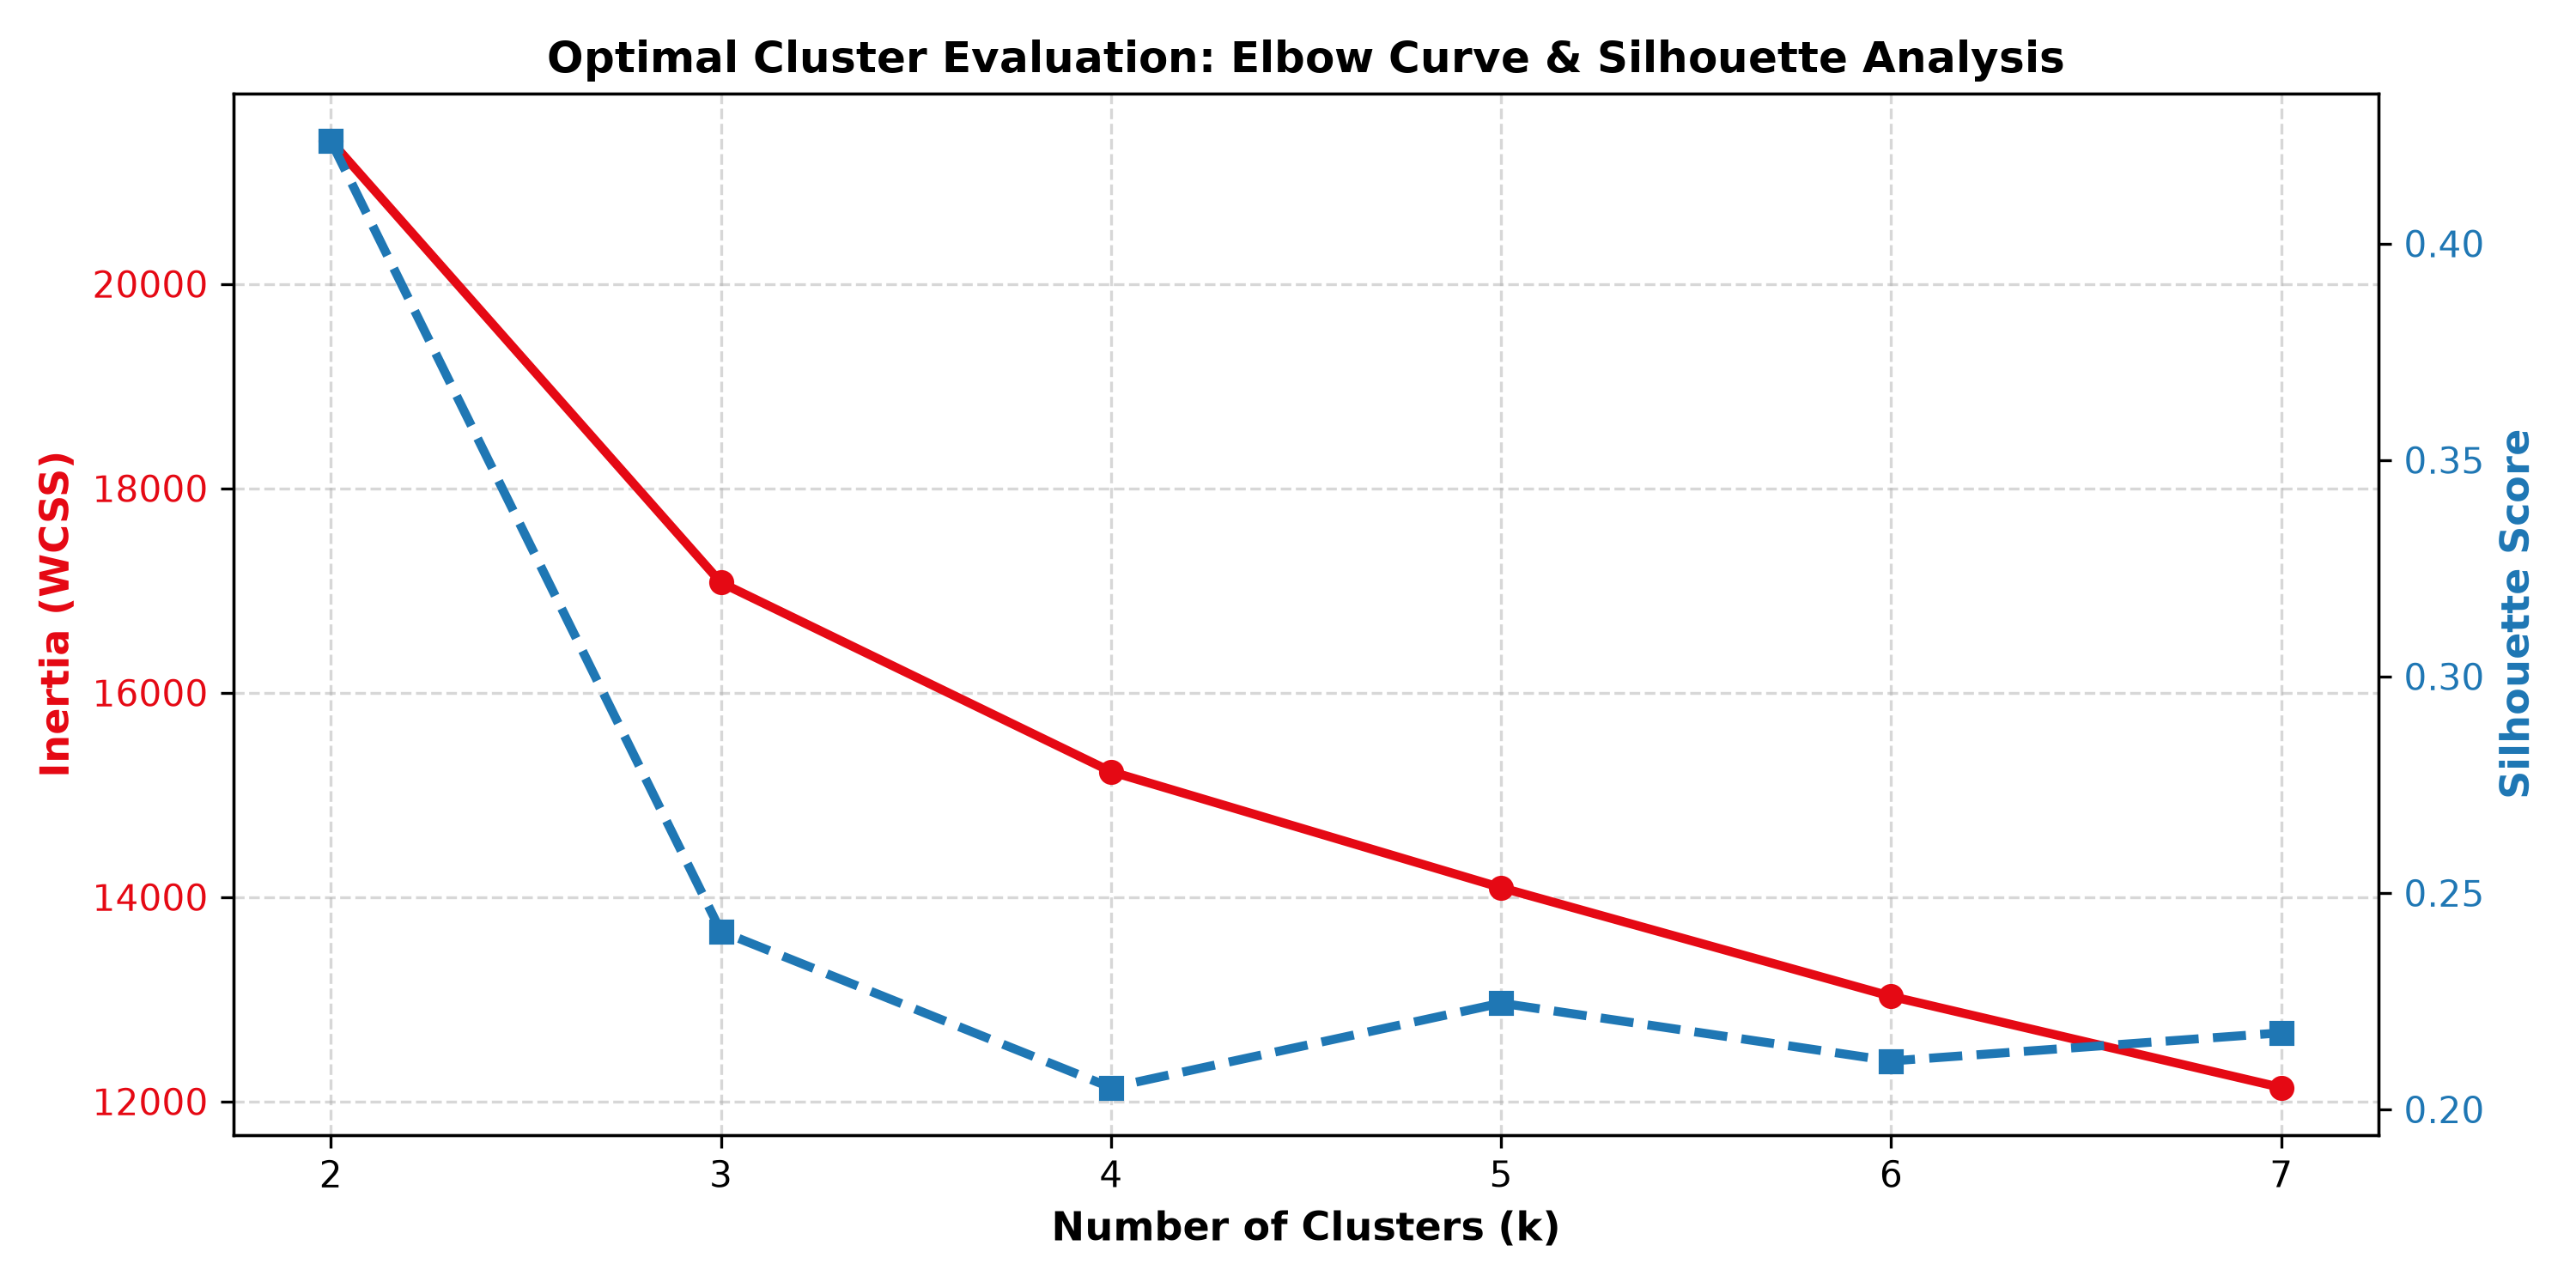 Optimal Cluster Evaluation: Elbow Curve & Silhouette Analysis
Inertia (WCSS)
20000
18000
16000
14000
12000
0.40
0.35
0.30
0.25
0.20
Silhouette Score
2 3 4 5 6 7
Number of Clusters (k)